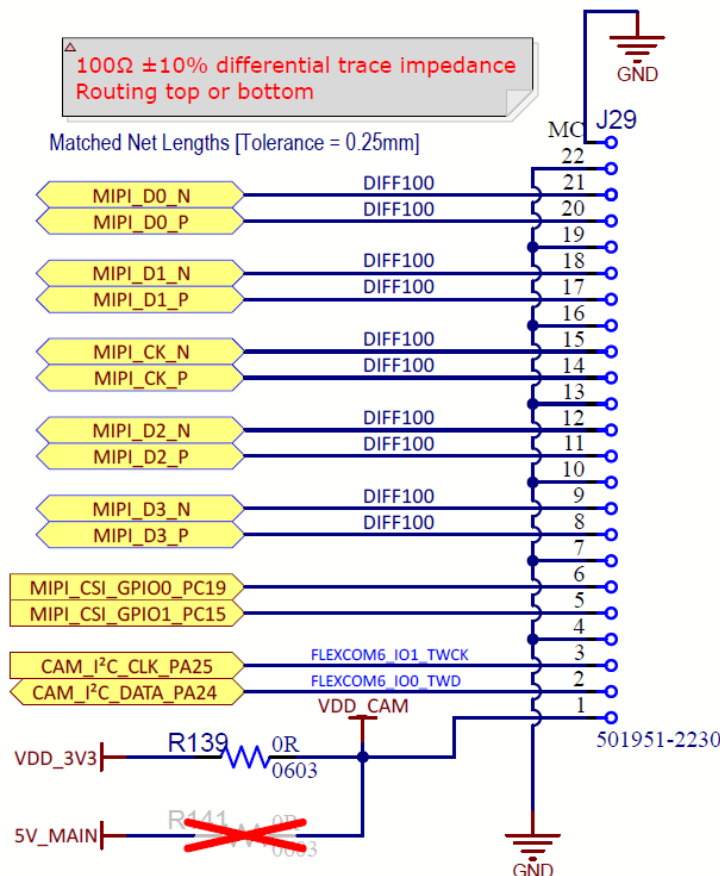 GND
100Ω ±10% differential trace impedance
Routing top or bottom
Matched Net Lengths [Tolerance = 0.25mm]
MC J29
22
MIPI_D0_N DIFF100 21
MIPI_D0_P DIFF100 20
19
MIPI_D1_N DIFF100 18
MIPI_D1_P DIFF100 17
16
MIPI_CK_N DIFF100 15
MIPI_CK_P DIFF100 14
13
MIPI_D2_N DIFF100 12
MIPI_D2_P DIFF100 11
10
MIPI_D3_N DIFF100 9
MIPI_D3_P DIFF100 8
7
MIPI_CSI_GPIO0_PC19 6
MIPI_CSI_GPIO1_PC15 5
4
CAM_I²C_CLK_PA25 FLEXCOM6_IO1_TWCK 3
CAM_I²C_DATA_PA24 FLEXCOM6_IO0_TWD 2
VDD_CAM 1
501951-2230
R139 0R
VDD_3V3 0603
R141 0R
5V_MAIN 0603
GND